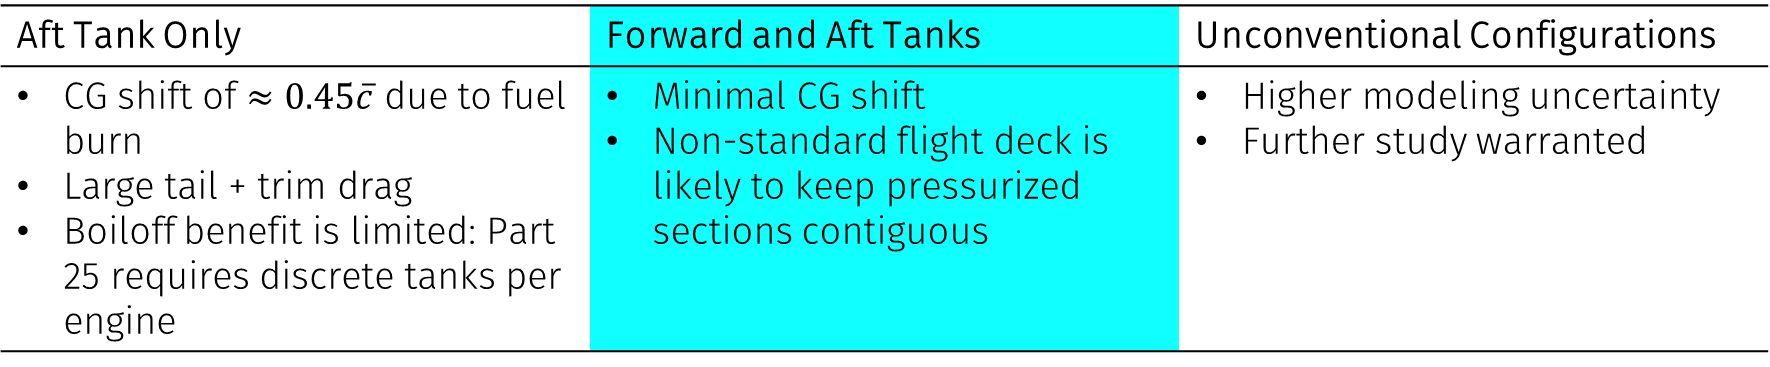 Aft Tank Only
• CG shift of ≈ 0.45c̄ due to fuel
burn
• Large tail + trim drag
• Boiloff benefit is limited: Part
25 requires discrete tanks per
engine
Forward and Aft Tanks
• Minimal CG shift
• Non-standard flight deck is
likely to keep pressurized
sections contiguous
Unconventional Configurations
• Higher modeling uncertainty
• Further study warranted